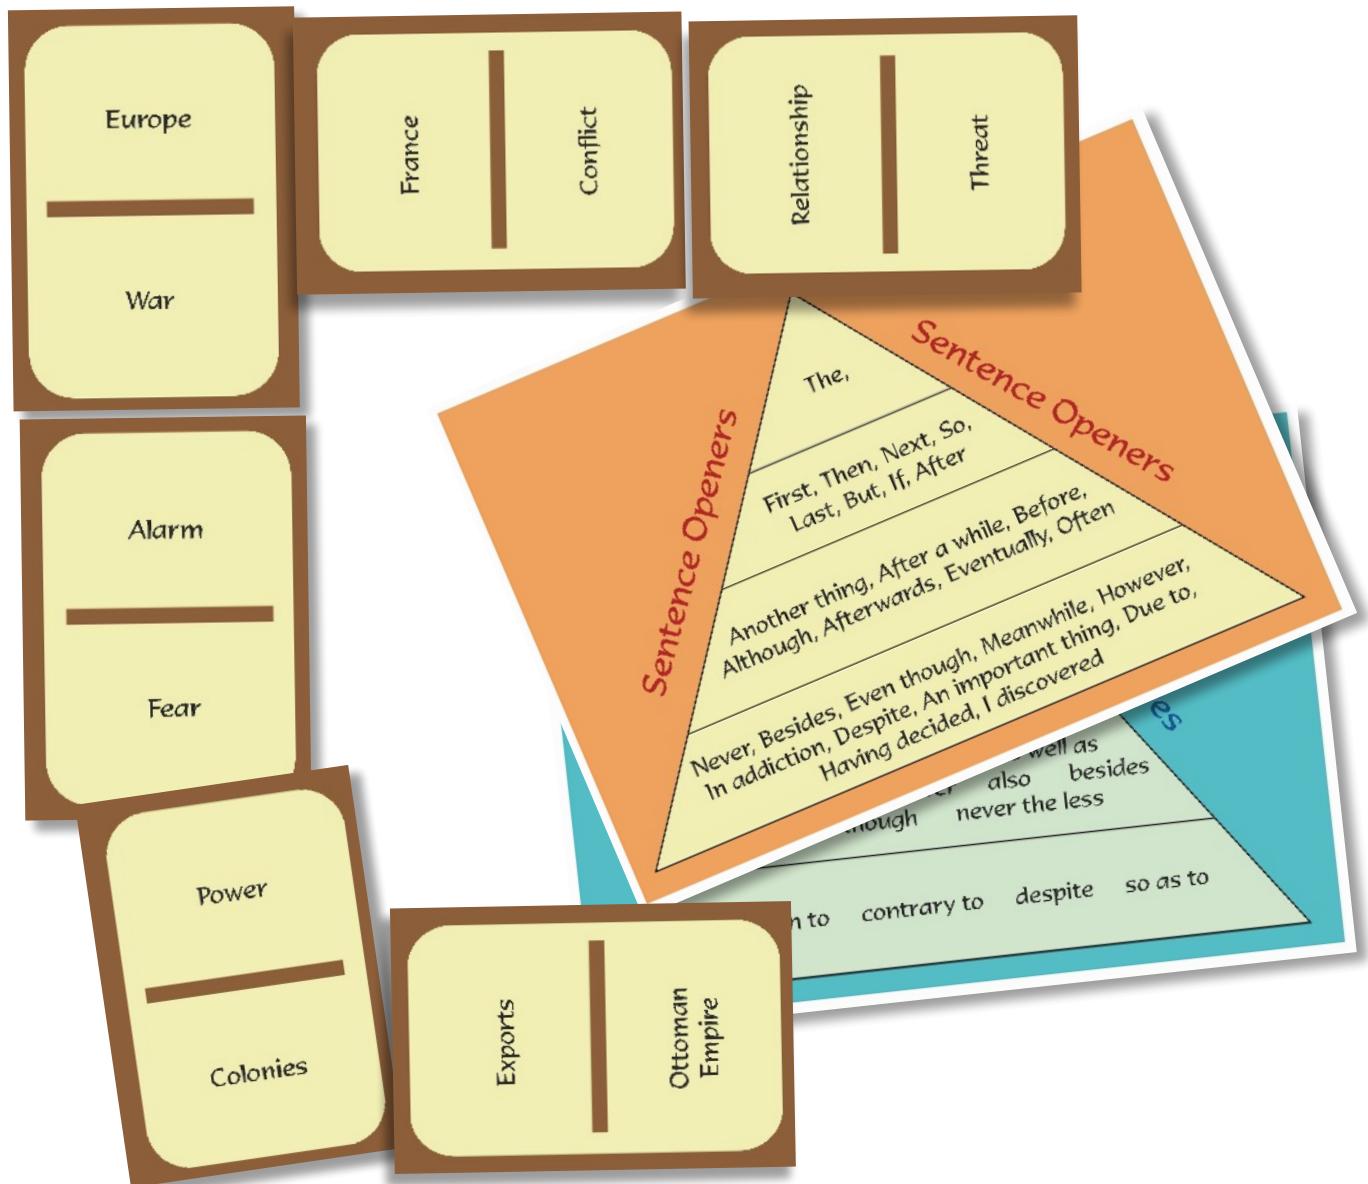 Europe
War
France
Conflict
Relationship
Threat
Alarm
Fear
Power
Colonies
Exports
Ottoman
Empire
Sentence Openers
Sentence Openers
The,
First, Then, Next, So,
Last, But, If, After
Another thing, After a while, Before,
Although, Afterwards, Eventually, Often
Never, Besides, Even though, Meanwhile, However,
In addiction, Despite, An important thing, Due to,
Having decided, I discovered
well as
also besides
never the less
to contrary to despite so as to